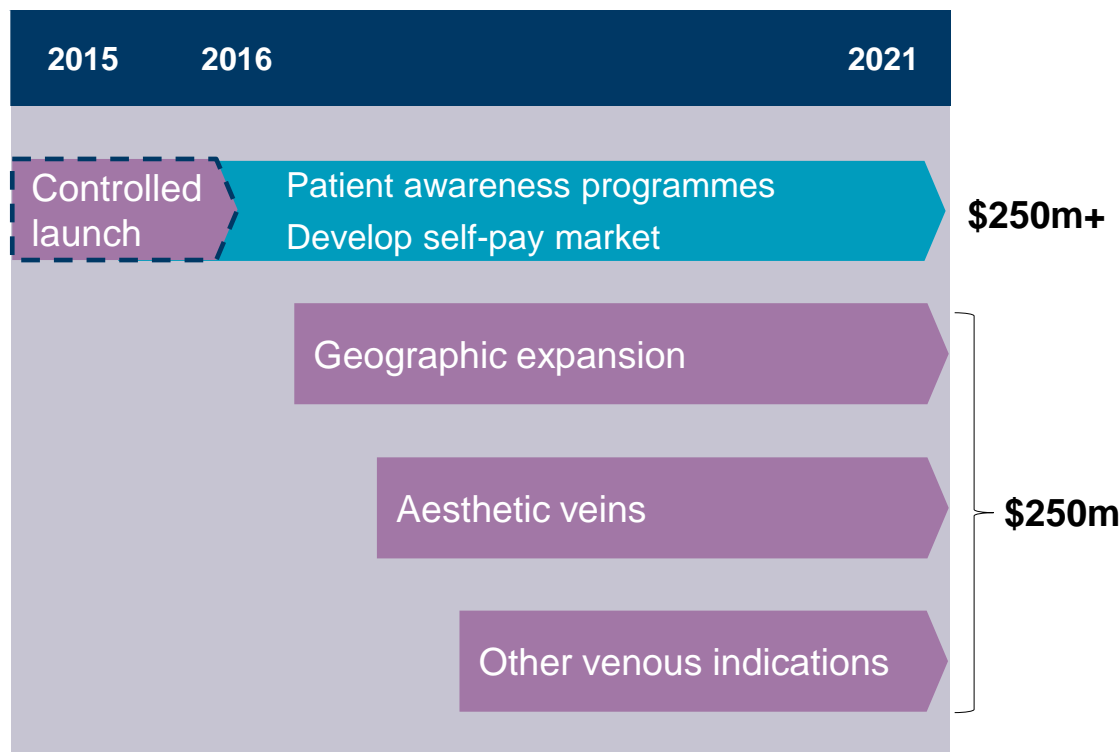 2015 2016 2021
Controlled
launch
Patient awareness programmes
Develop self-pay market
$250m+
Geographic expansion
Aesthetic veins
$250m
Other venous indications